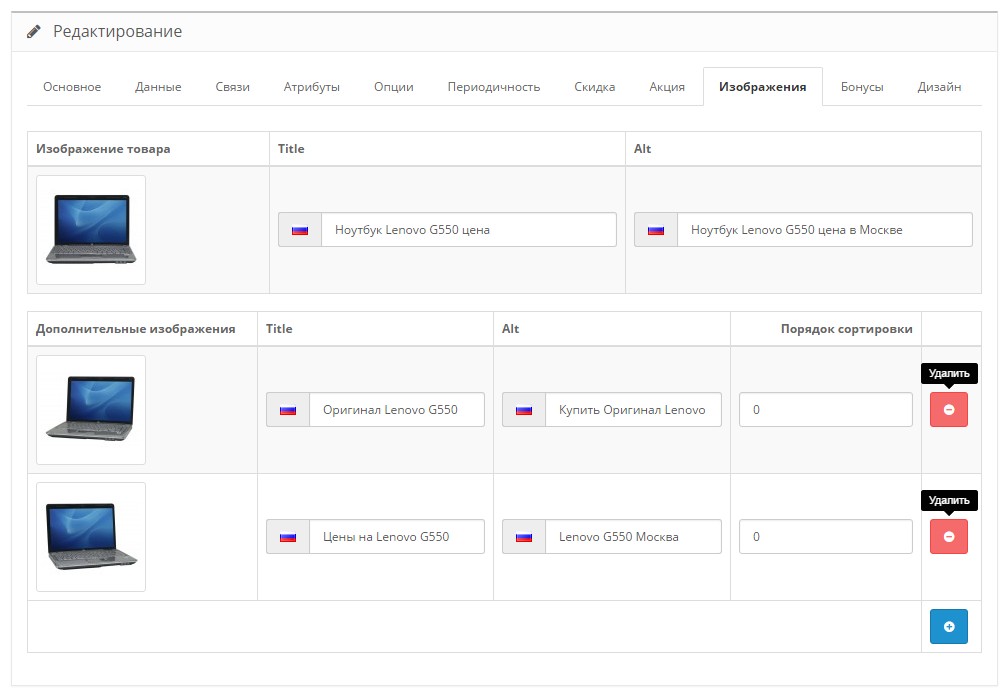 Редактирование
Основное Данные Связи Атрибуты Опции Периодичность Скидка Акция Изображения Бонусы Дизайн
Изображение товара Title Alt
Ноутбук Lenovo G550 цена Ноутбук Lenovo G550 цена в Москве
Дополнительные изображения Title Alt Порядок сортировки
Удалить
Оригинал Lenovo G550 Купить Оригинал Lenovo 0
Удалить
Цены на Lenovo G550 Lenovo G550 Москва 0